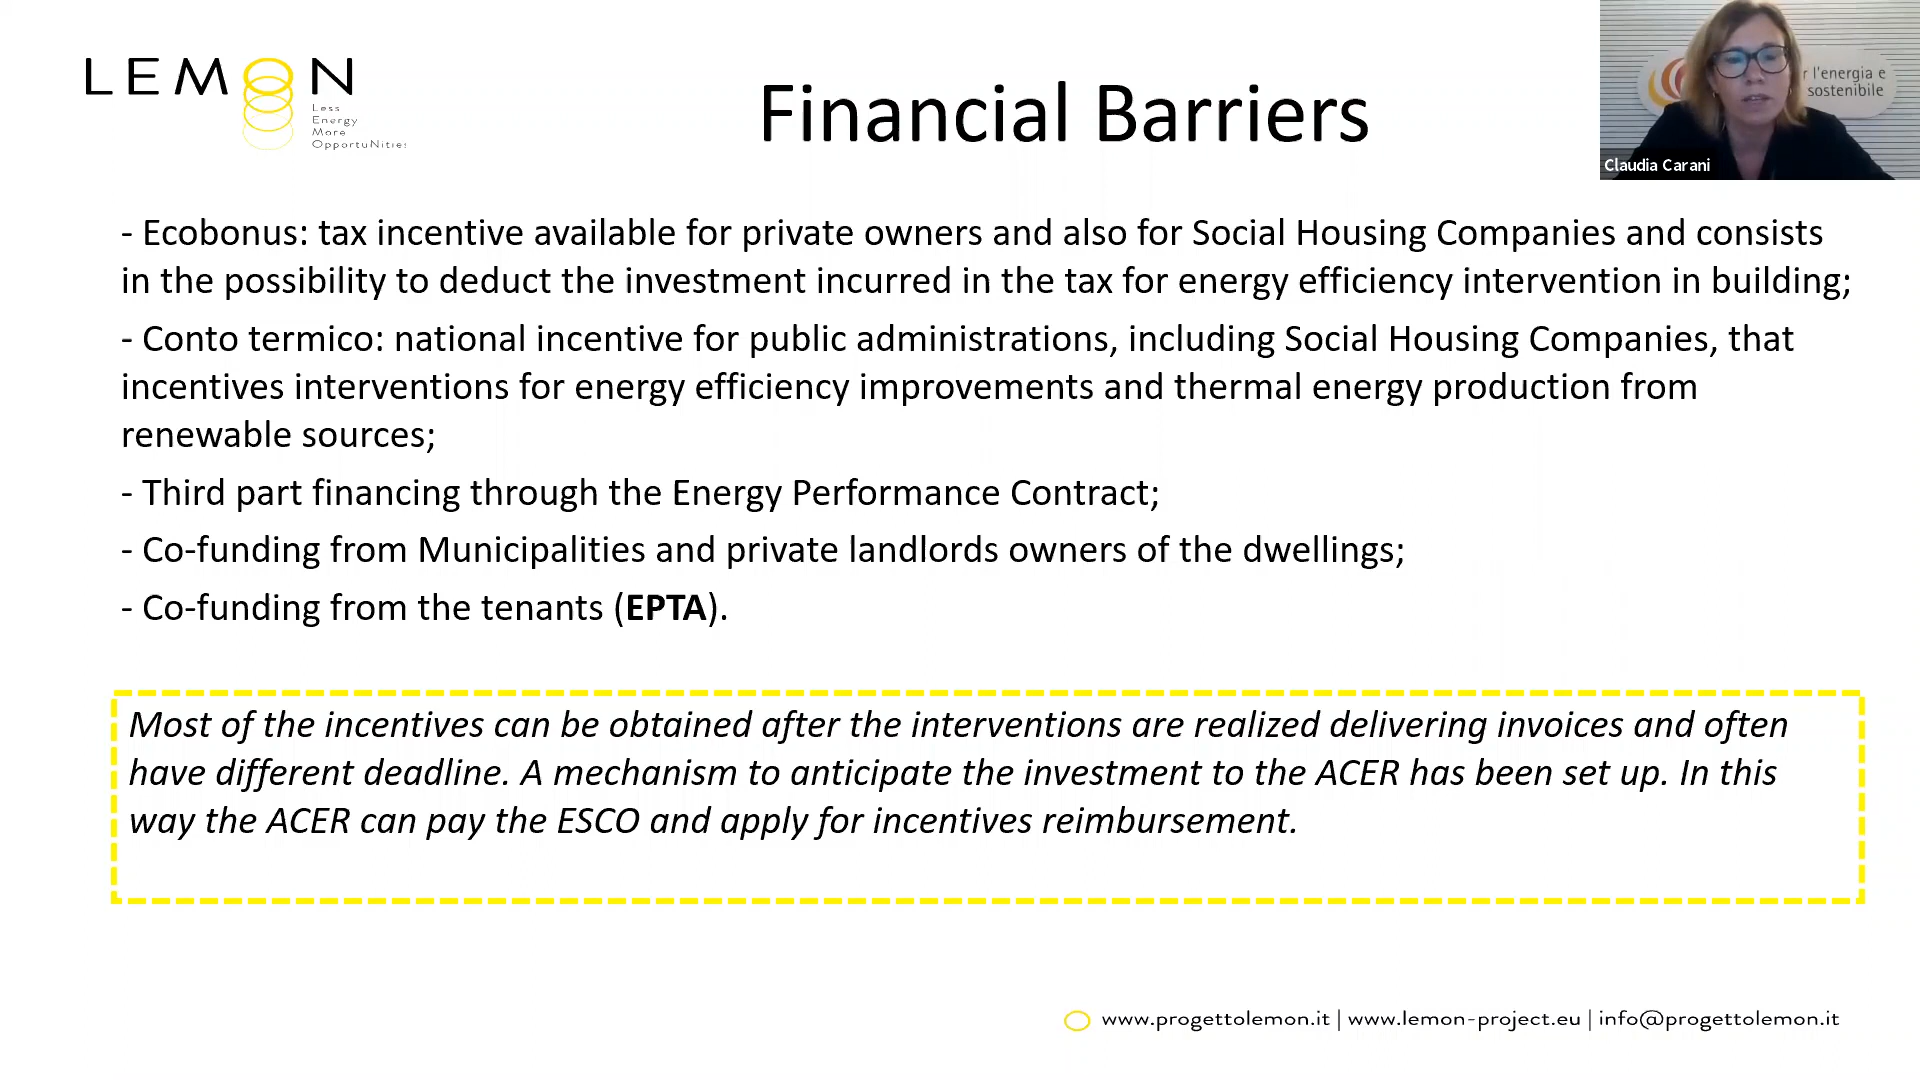 LEMON
Less
Energy
More
OpportuNities
Financial Barriers
r l'energia e
sostenibile
Claudia Carani
- Ecobonus: tax incentive available for private owners and also for Social Housing Companies and consists
in the possibility to deduct the investment incurred in the tax for energy efficiency intervention in building;
- Conto termico: national incentive for public administrations, including Social Housing Companies, that
incentives interventions for energy efficiency improvements and thermal energy production from
renewable sources;
- Third part financing through the Energy Performance Contract;
- Co-funding from Municipalities and private landlords owners of the dwellings;
- Co-funding from the tenants (EPTA).
Most of the incentives can be obtained after the interventions are realized delivering invoices and often
have different deadline. A mechanism to anticipate the investment to the ACER has been set up. In this
way the ACER can pay the ESCO and apply for incentives reimbursement.
www.progettolemon.it | www.lemon-project.eu | info@progettolemon.it